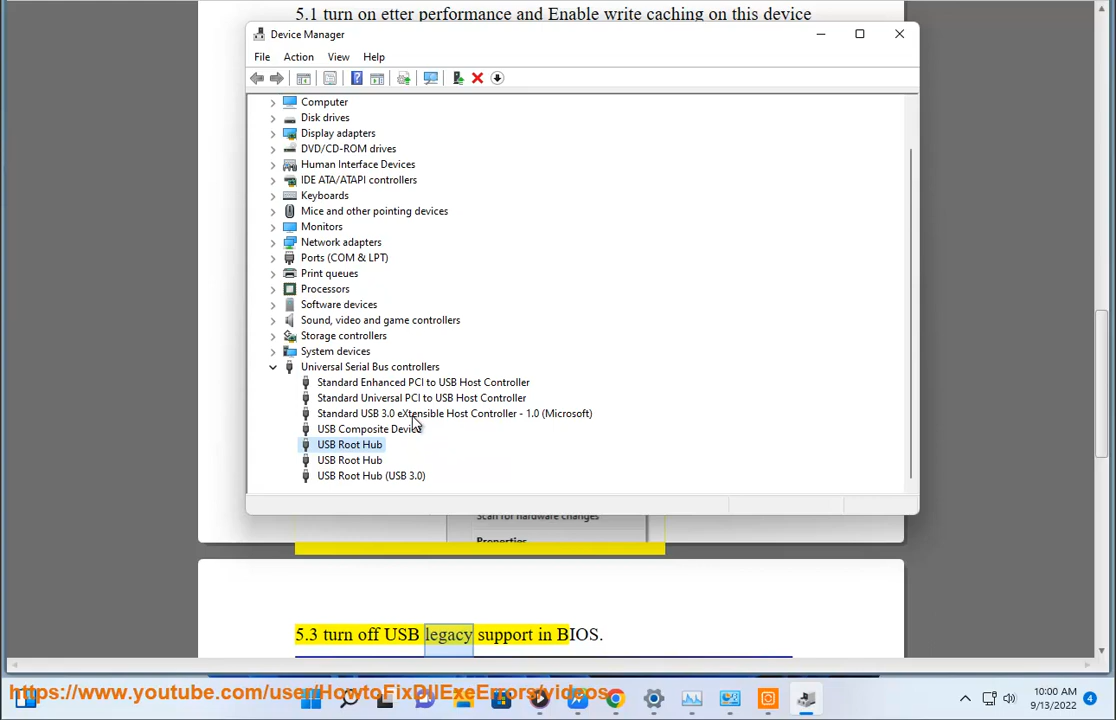 5.1 turn on etter performance and Enable write caching on this device
Device Manager
File Action View Help
Computer
Disk drives
Display adapters
DVD/CD-ROM drives
Human Interface Devices
IDE ATA/ATAPI controllers
Keyboards
Mice and other pointing devices
Monitors
Network adapters
Ports (COM & LPT)
Print queues
Processors
Software devices
Sound, video and game controllers
Storage controllers
System devices
Universal Serial Bus controllers
Standard Enhanced PCI to USB Host Controller
Standard Universal PCI to USB Host Controller
Standard USB 3.0 eXtensible Host Controller - 1.0 (Microsoft)
USB Composite Device
USB Root Hub
USB Root Hub
USB Root Hub (USB 3.0)
Scan for hardware changes
Properties
5.3 turn off USB legacy support in BIOS.
https://www.youtube.com/user/HowtoFixDllExeErrors/videos
10:00 AM
9/13/2022
4